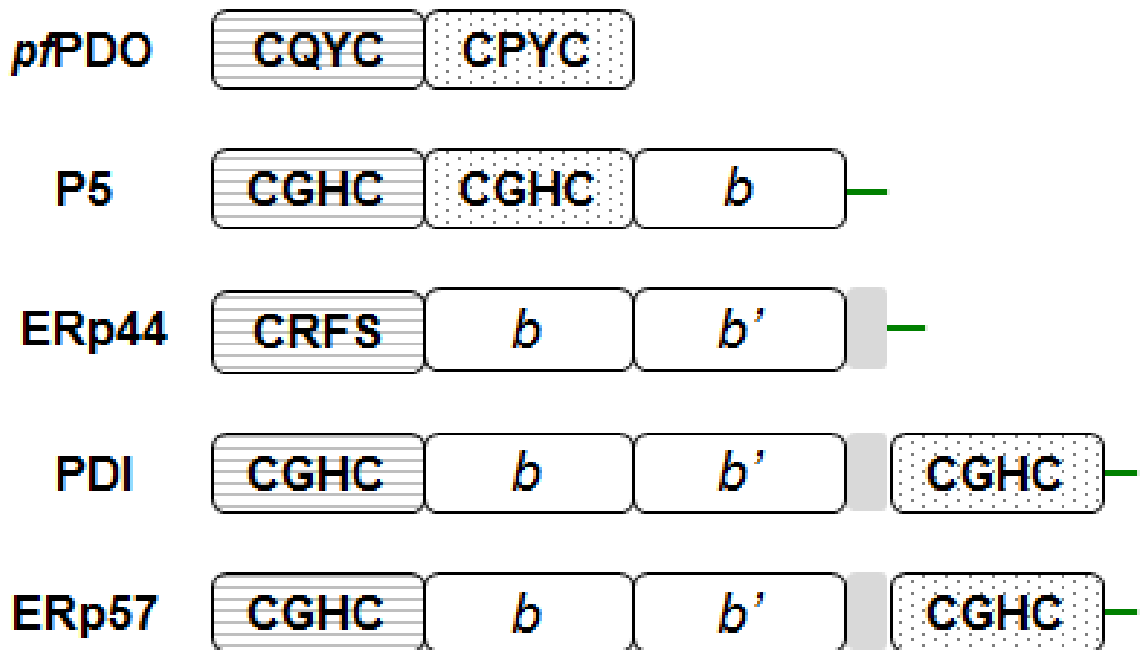 pfPDO CQYC CPYC
P5 CGHC CGHC b
ERp44 CRFS b b’
PDI CGHC b b’ CGHC
ERp57 CGHC b b’ CGHC